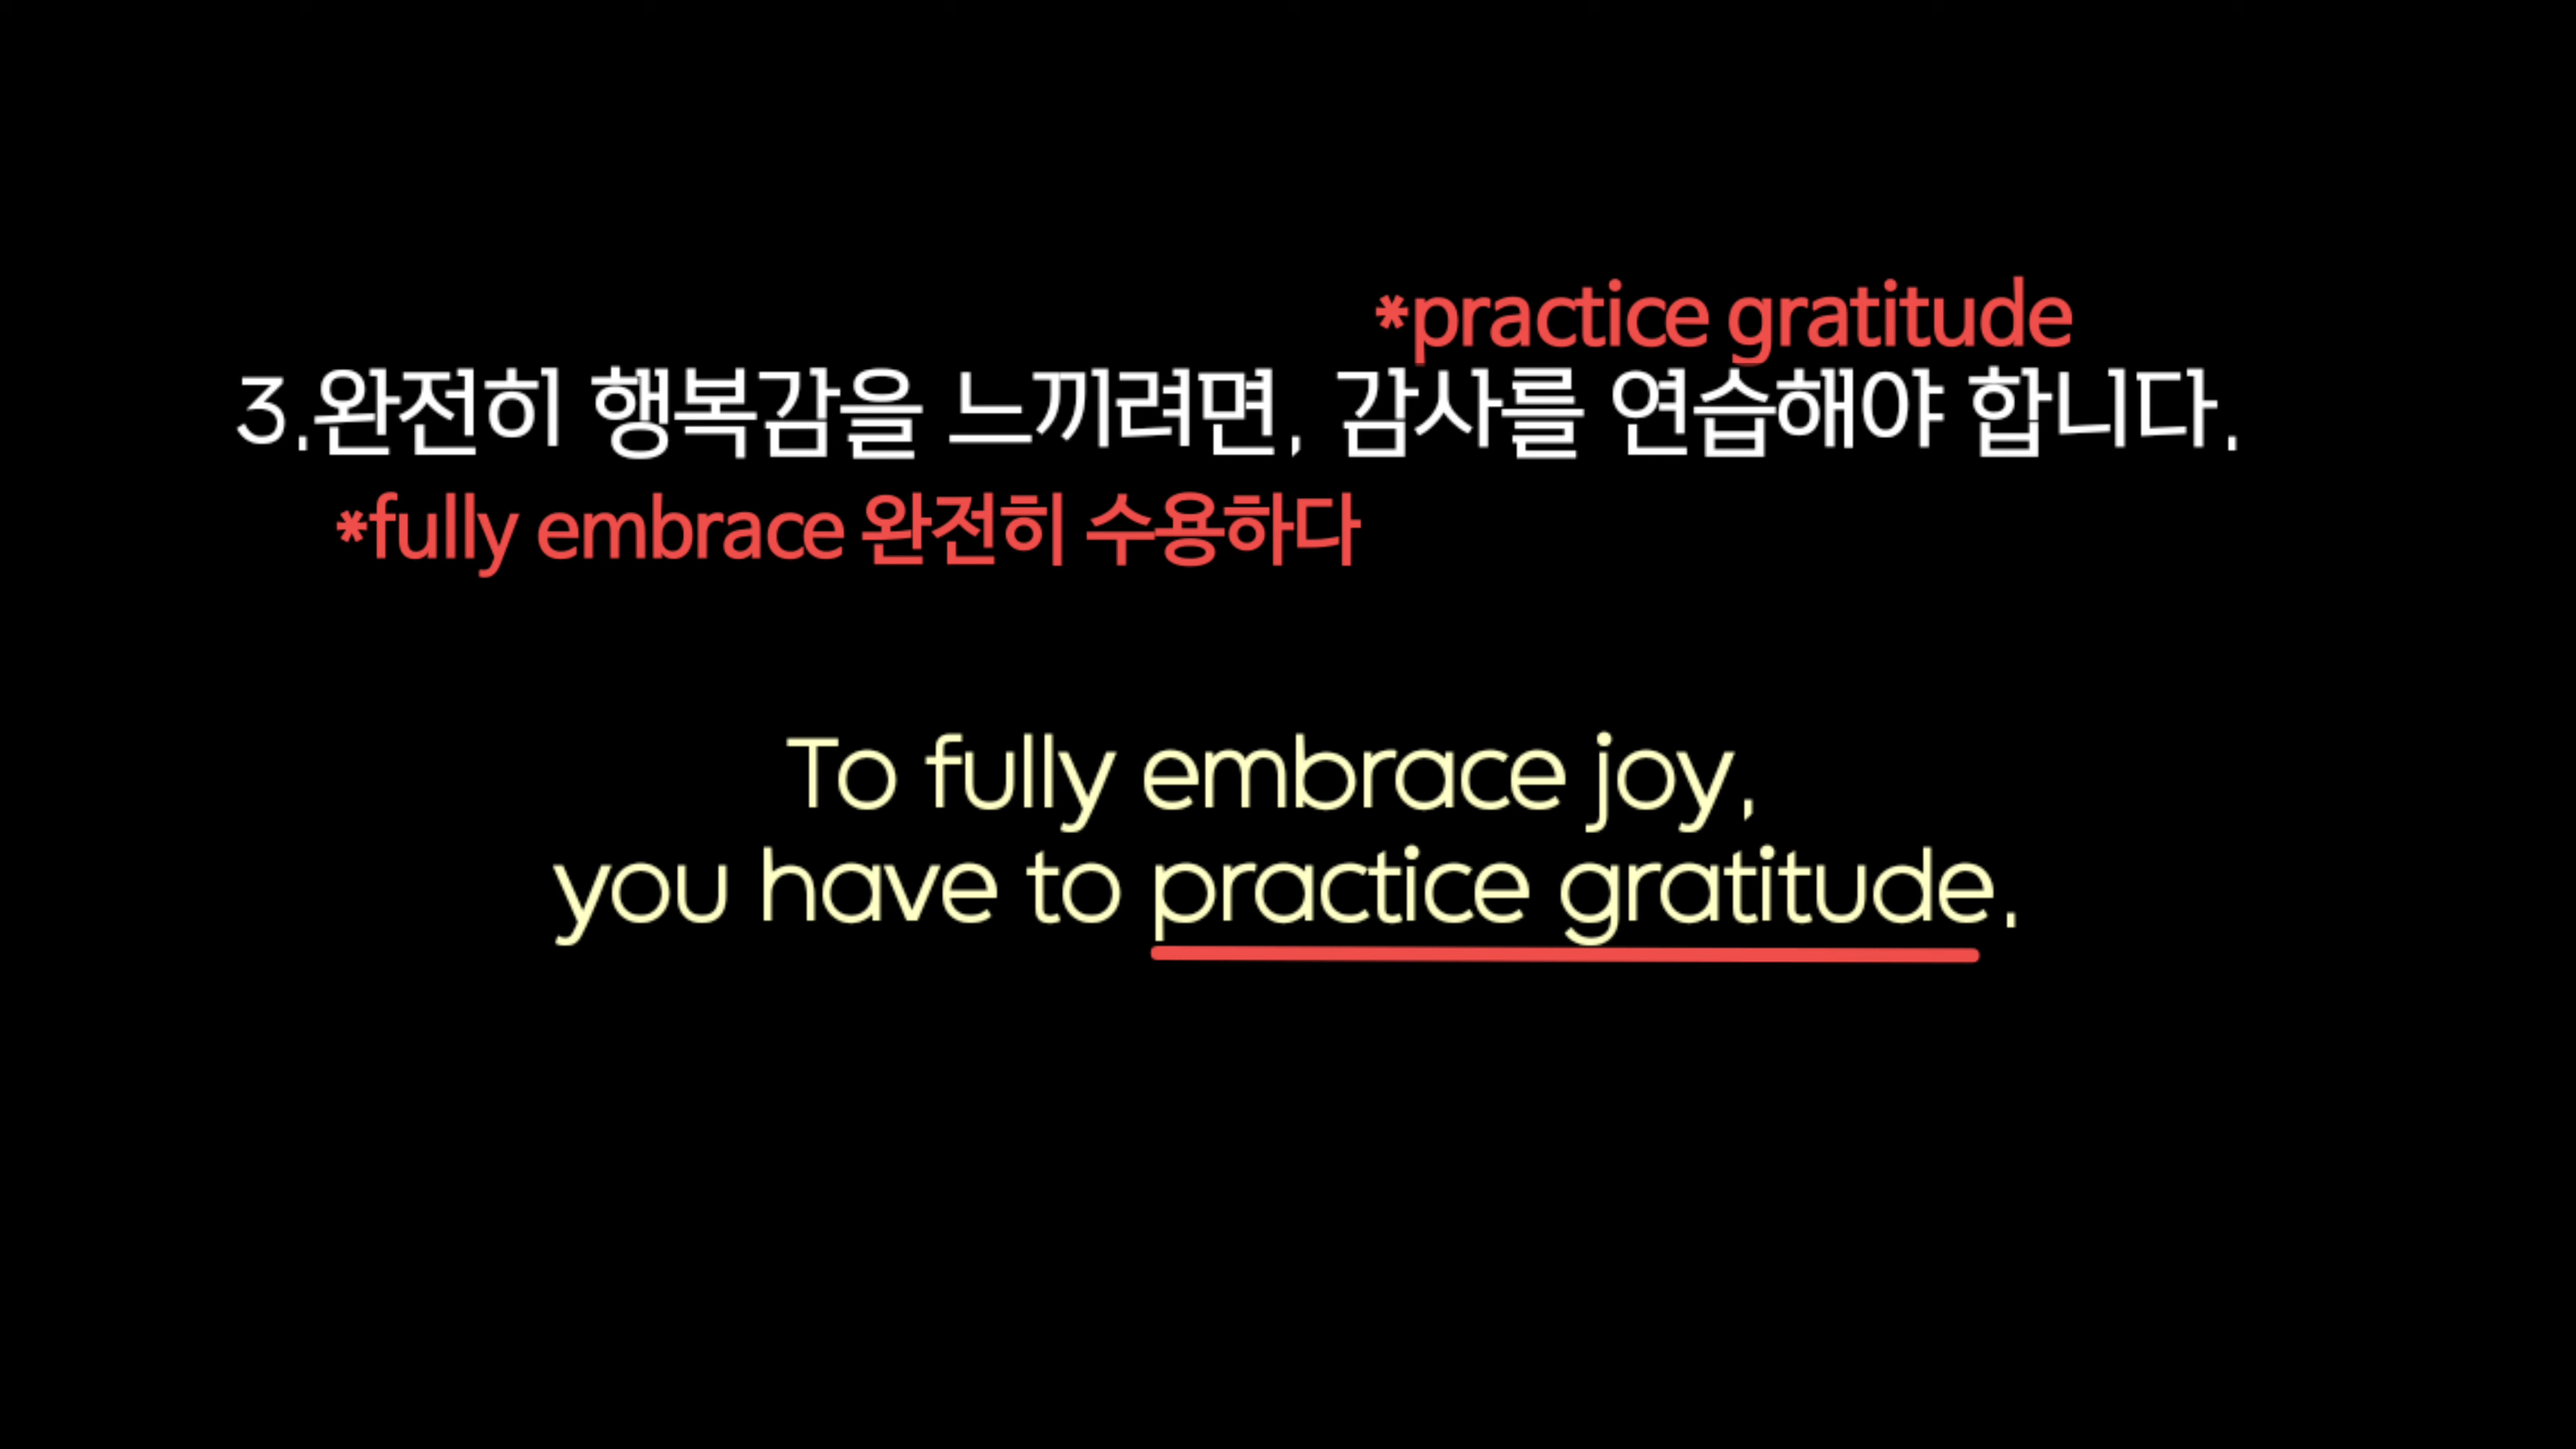 *practice gratitude
3.완전히 행복감을 느끼려면, 감사를 연습해야 합니다.
*fully embrace 완전히 수용하다
To fully embrace joy,
you have to practice gratitude.